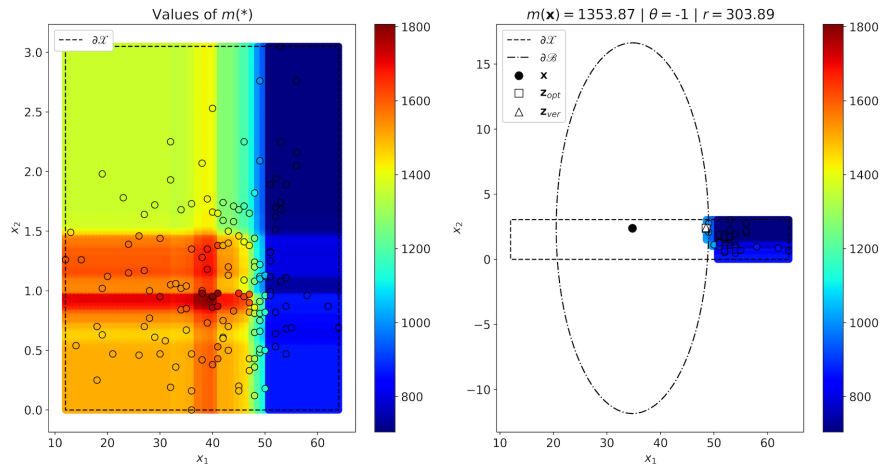 Values of m(*)
∂𝒳
3.0
2.5
2.0
1.5
1.0
0.5
0.0
x₂
10 20 30 40 50 60
x₁
1800
1600
1400
1200
1000
800
m(𝐱) = 1353.87 | θ = -1 | r = 303.89
∂𝒳
∂ℬ
𝐱
𝐳ₒₚₜ
𝐳ᵥₑᵣ
15
10
5
0
−5
−10
x₂
10 20 30 40 50 60
x₁
1800
1600
1400
1200
1000
800